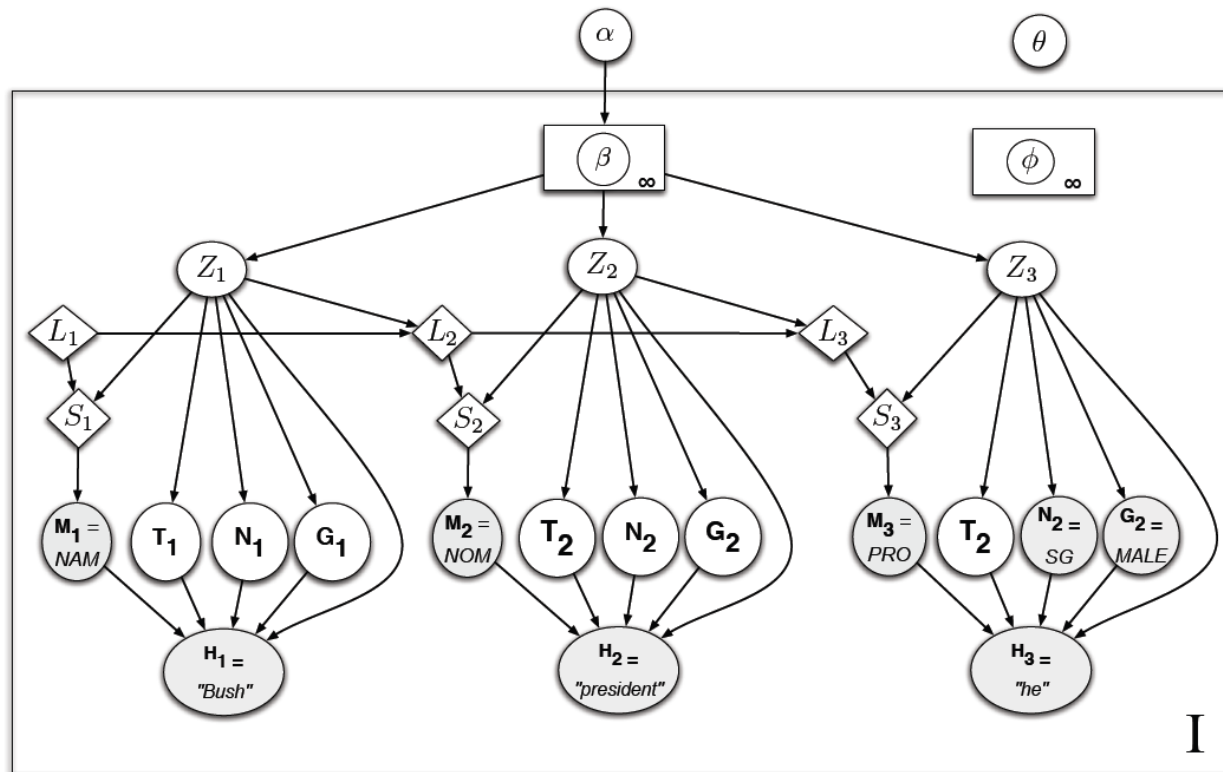 α
θ
β
∞
ϕ
∞
Z1
Z2
Z3
L1
L2
L3
S1
S2
S3
M1 =
NAM
T1
N1
G1
M2 =
NOM
T2
N2
G2
M3 =
PRO
T2
N2 =
SG
G2 =
MALE
H1 =
"Bush"
H2 =
"president"
H3 =
"he"
I